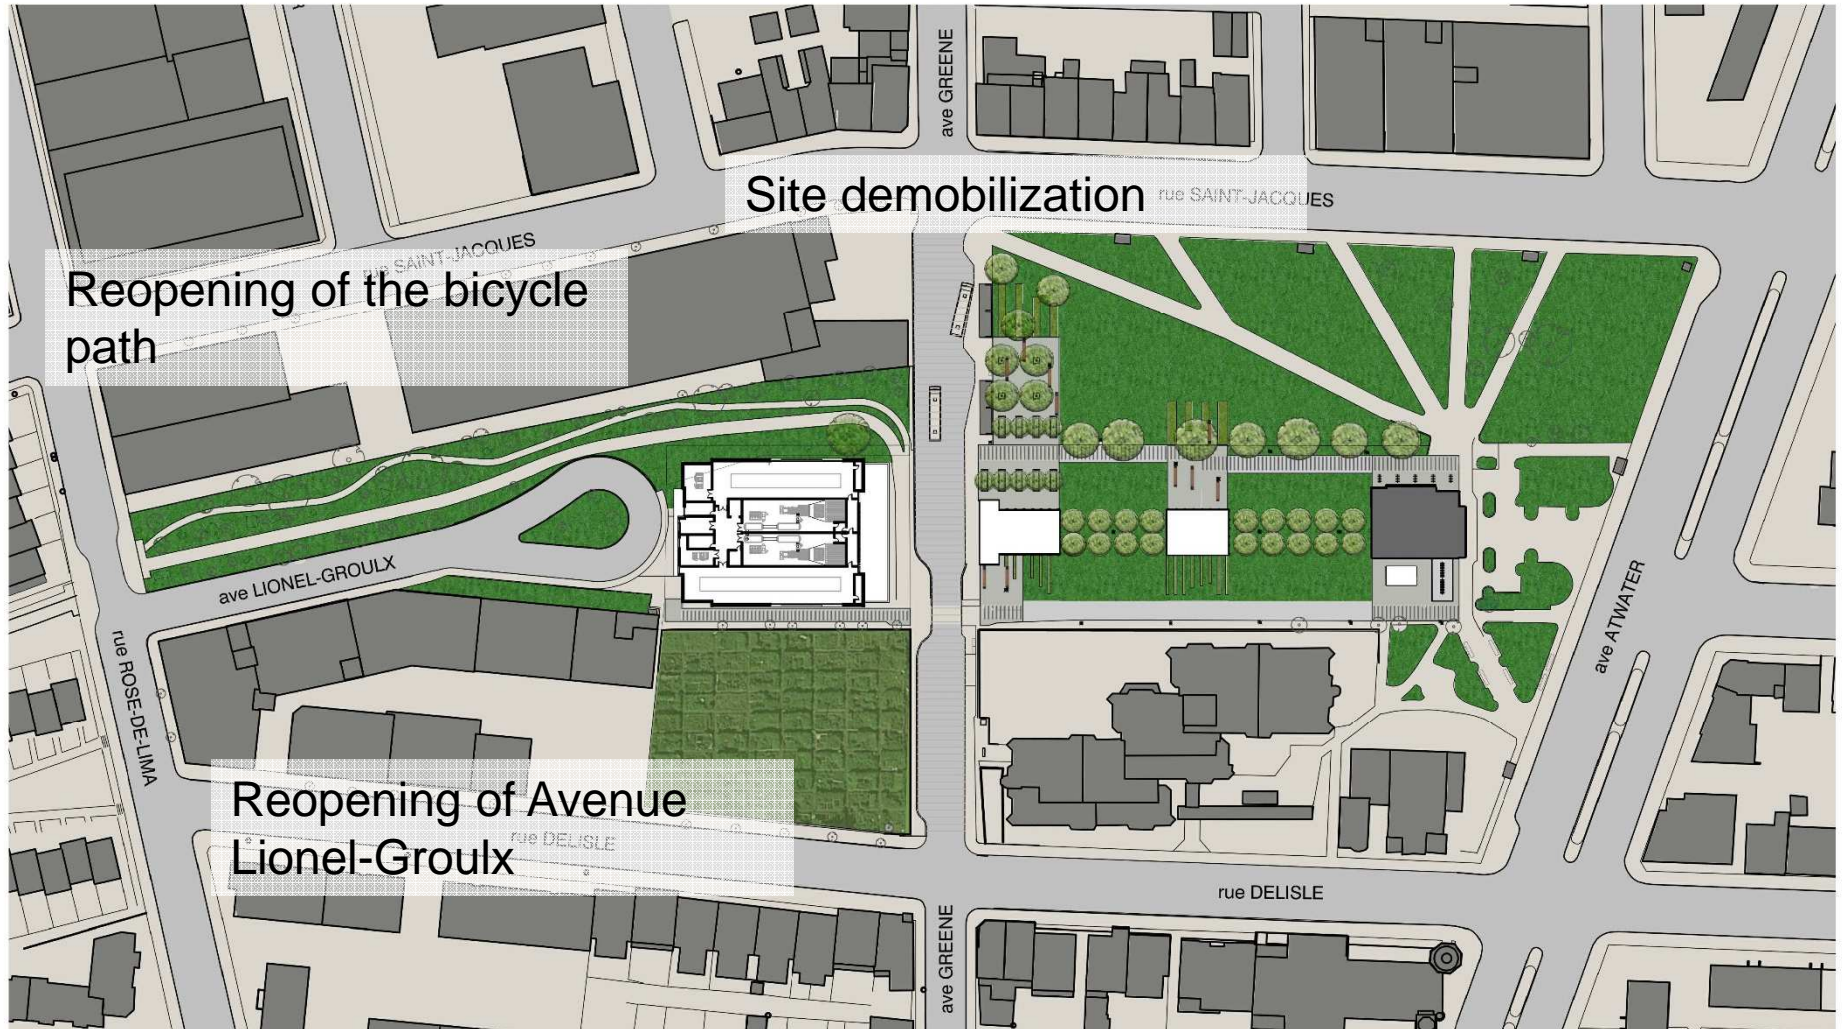 ave GREENE
Site demobilization
rue SAINT-JACQUES
rue SAINT-JACQUES
Reopening of the bicycle
path
ave LIONEL-GROULX
ave ATWATER
rue ROSE-DE-LIMA
Reopening of Avenue
Lionel-Groulx
rue DELISLE
rue DELISLE
ave GREENE